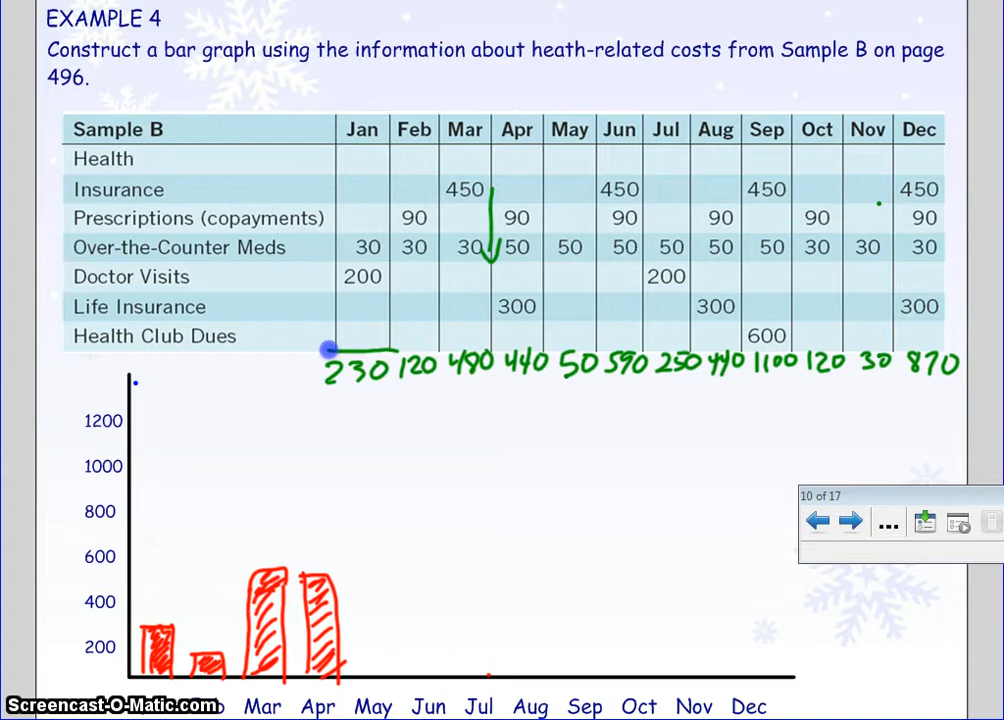 EXAMPLE 4
Construct a bar graph using the information about heath-related costs from Sample B on page
496.
Sample B Jan Feb Mar Apr May Jun Jul Aug Sep Oct Nov Dec
Health
Insurance 450 450 450 450
Prescriptions (copayments) 90 90 90 90 90 90
Over-the-Counter Meds 30 30 30 50 50 50 50 50 50 30 30 30
Doctor Visits 200 200
Life Insurance 300 300 300
Health Club Dues 600
230 120 480 440 50 590 250 440 1100 120 30 870
1200
1000
800
600
400
200
10 of 17
...
Mar Apr May Jun Jul Aug Sep Oct Nov Dec
Screencast-O-Matic.com